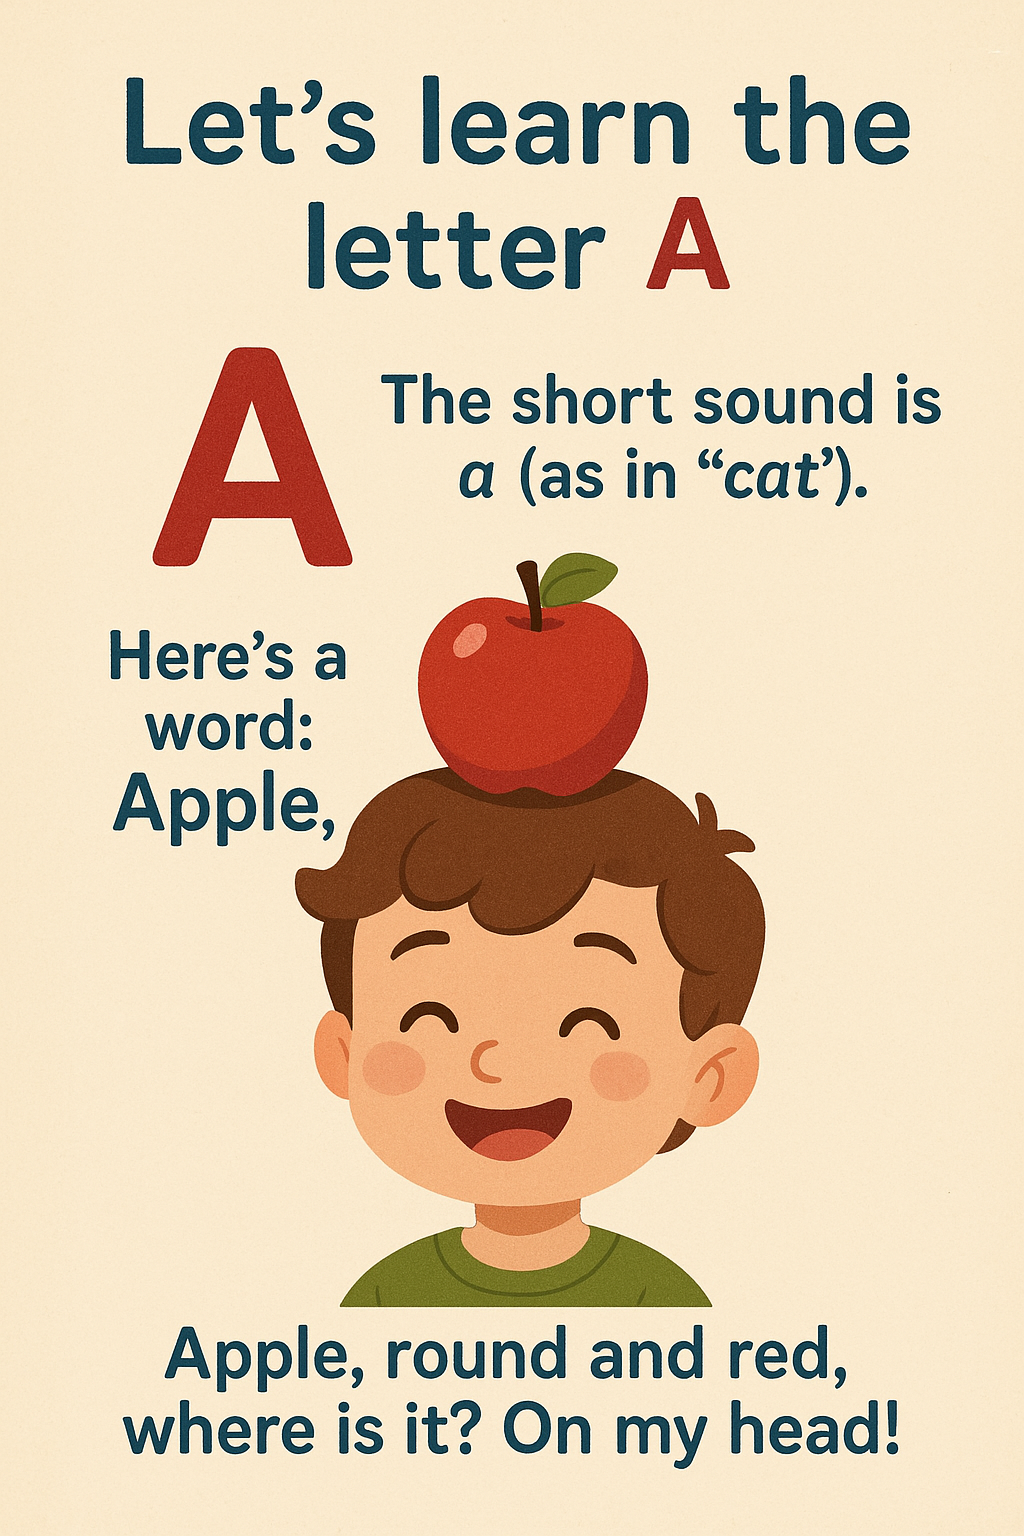 Let’s learn the
letter A
A
The short sound is
a (as in “cat’).
Here’s a
word:
Apple,
Apple, round and red,
where is it? On my head!